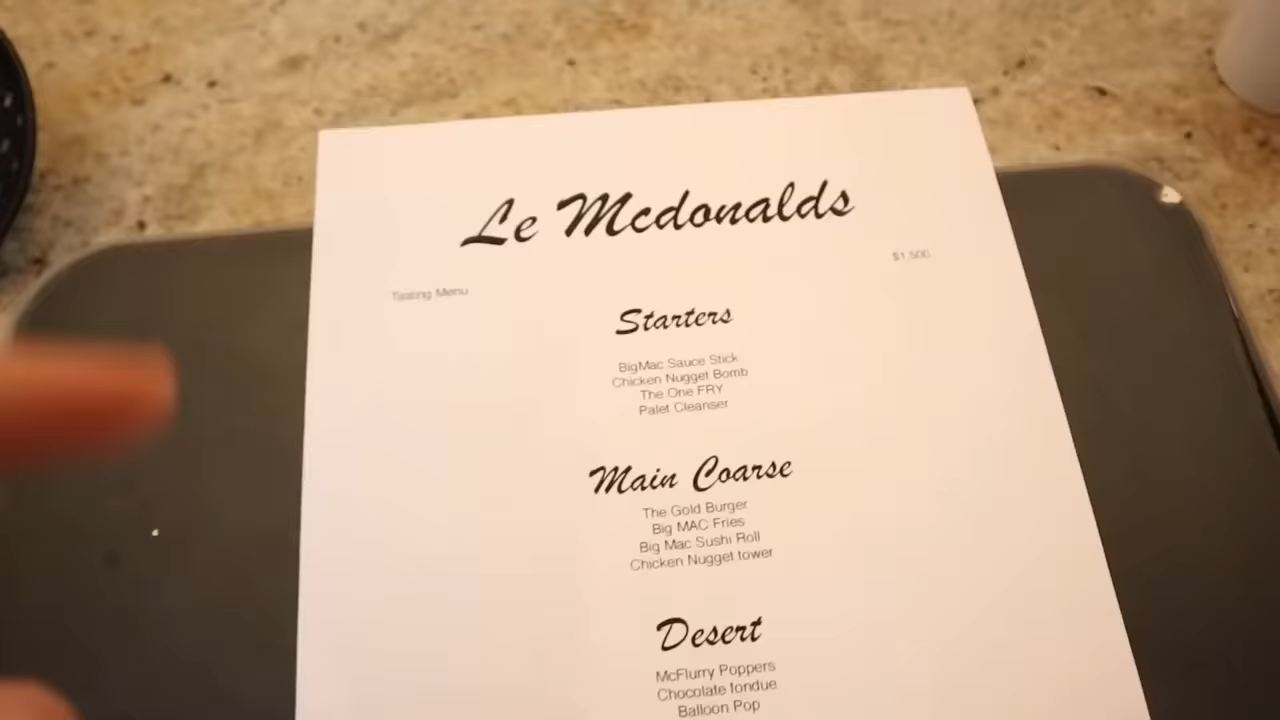 Le Mcdonalds
Tasting Menu $1,500
Starters
BigMac Sauce Stick
Chicken Nugget Bomb
The One FRY
Palet Cleanser
Main Coarse
The Gold Burger
Big MAC Fries
Big Mac Sushi Roll
Chicken Nugget tower
Desert
McFlurry Poppers
Chocolate fondue
Balloon Pop